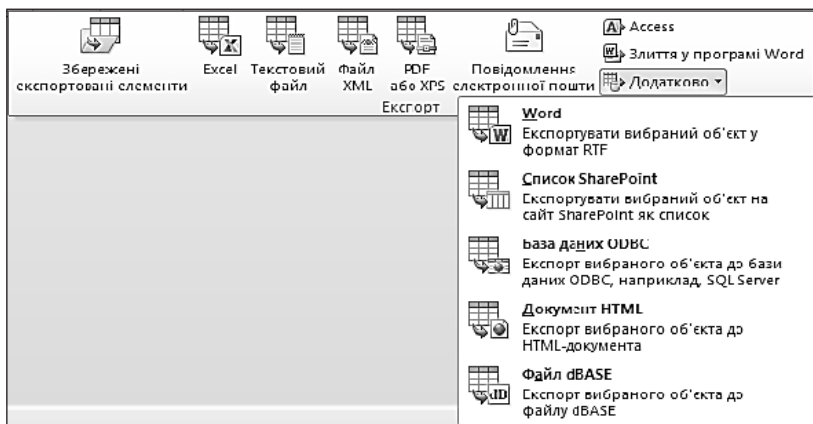 Збережені
експортовані елементи
Excel
Текстовий
файл
Файл
XML
PDF
або XPS
Повідомлення
електронної пошти
Access
Злиття у програмі Word
Додатково
Експорт
Word
Експортувати вибраний об'єкт у
формат RTF
Список SharePoint
Експортувати вибраний об'єкт на
сайт SharePoint як список
База даних ODBC
Експорт вибраного об'єкта до бази
даних ODBC, наприклад, SQL Server
Документ HTML
Експорт вибраного об'єкта до
HTML-документа
Файл dBASE
Експорт вибраного об'єкта до
файлу dBASE